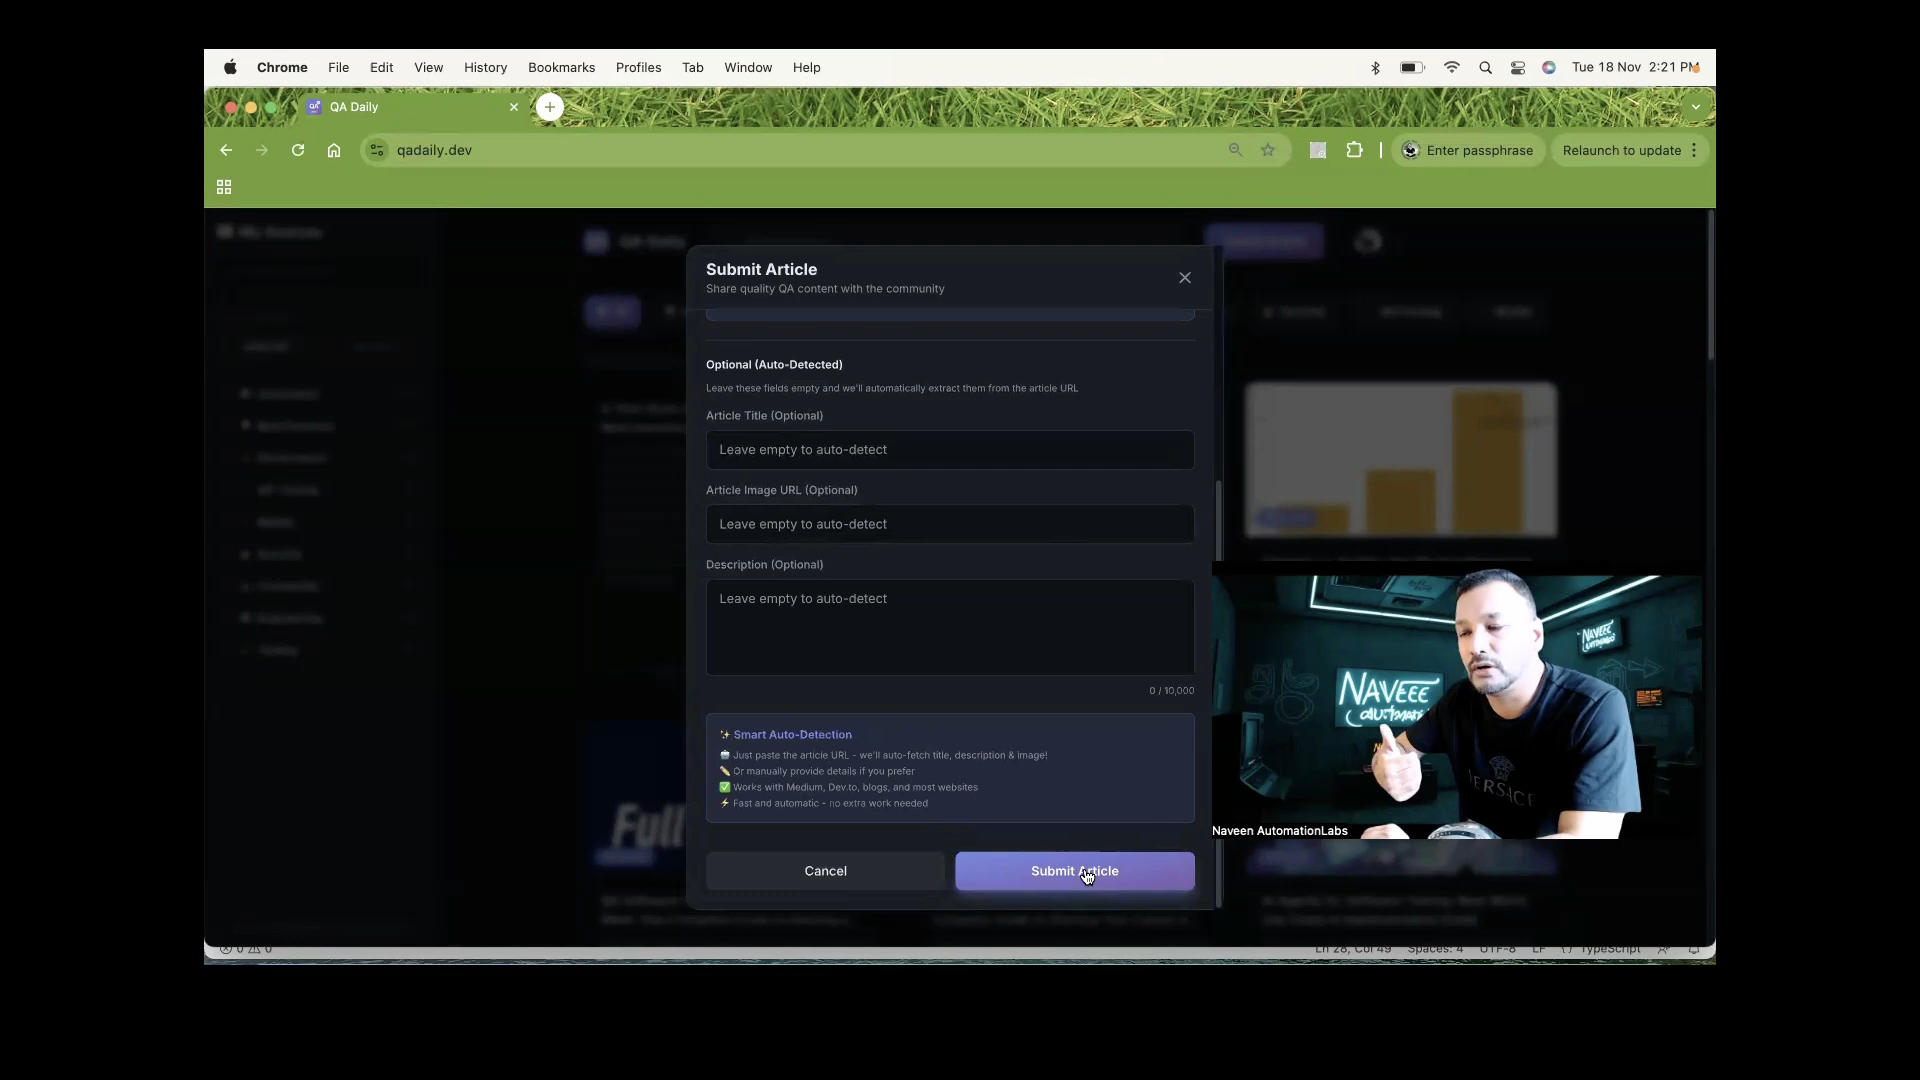 Chrome File Edit View History Bookmarks Profiles Tab Window Help Tue 18 Nov 2:21 PM
QA Daily
qadaily.dev Enter passphrase Relaunch to update
Submit Article
Share quality QA content with the community
Optional (Auto-Detected)
Leave these fields empty and we'll automatically extract them from the article URL
Article Title (Optional)
Leave empty to auto-detect
Article Image URL (Optional)
Leave empty to auto-detect
Description (Optional)
Leave empty to auto-detect
0 / 10,000
✨ Smart Auto-Detection
🤖 Just paste the article URL - we'll auto-fetch title, description & image!
✏️ Or manually provide details if you prefer
✅ Works with Medium, Dev.to, blogs, and most websites
⚡ Fast and automatic - no extra work needed
Cancel
Submit Article
QA Daily
Full
NAVEEN
NAVEEE
VERSACE
Naveen AutomationLabs
0 0
Ln 28, Col 49 Spaces: 4 UTF-8 LF TypeScript